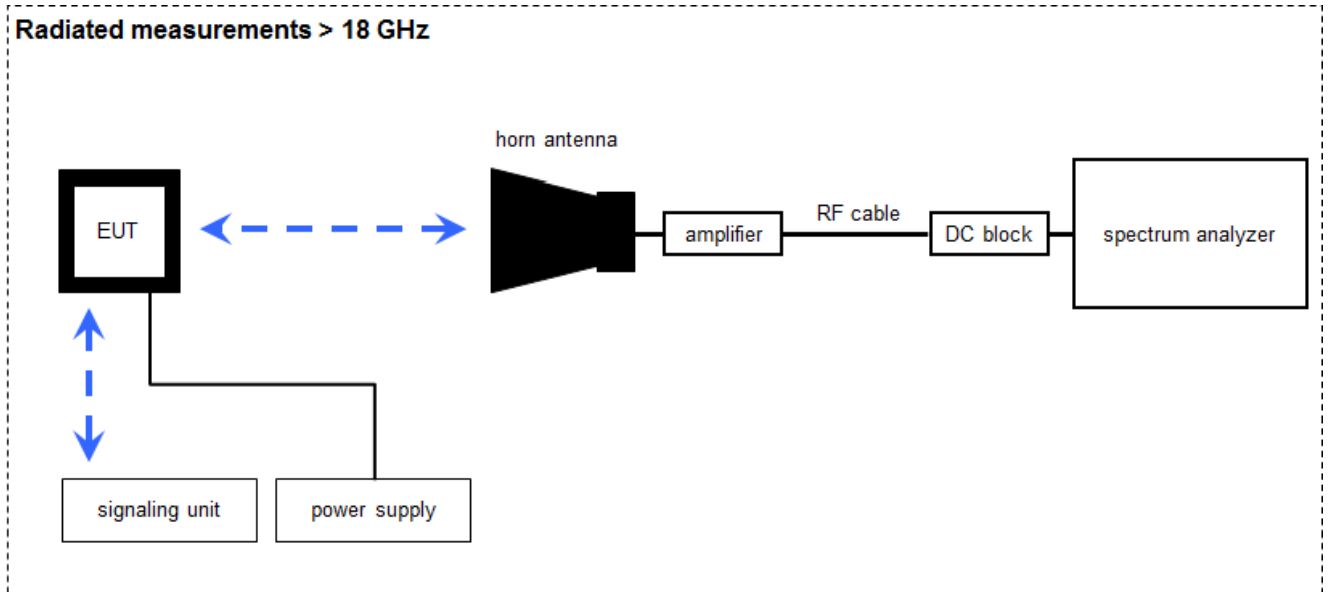 Radiated measurements > 18 GHz
horn antenna
EUT
amplifier
RF cable
DC block
spectrum analyzer
signaling unit
power supply